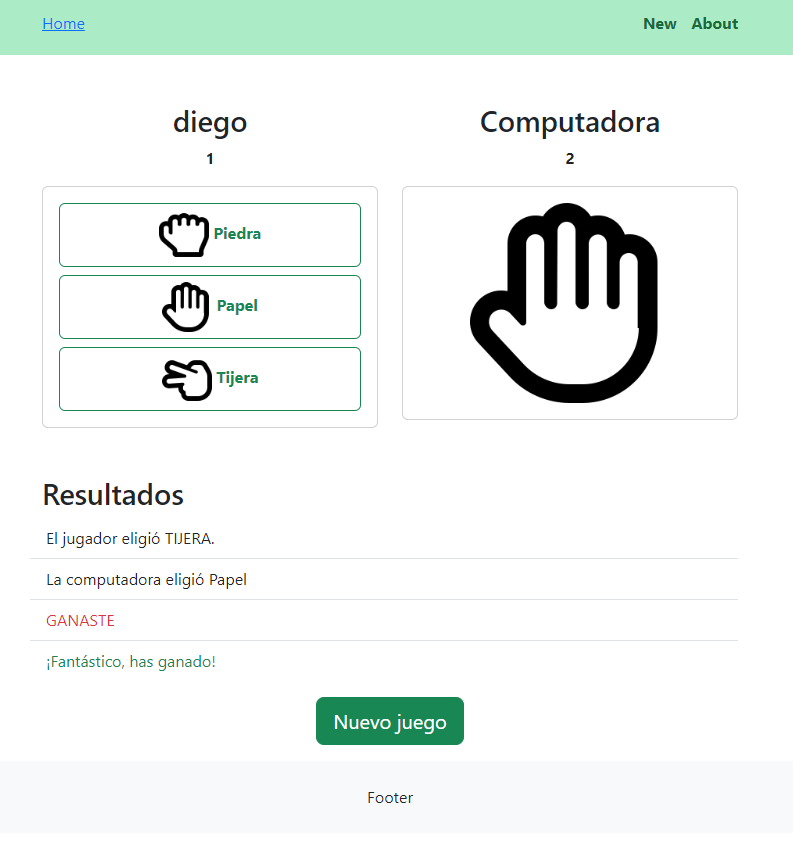 Home New About
diego Computadora
1 2
Piedra
Papel
Tijera
Resultados
El jugador eligió TIJERA.
La computadora eligió Papel
GANASTE
¡Fantástico, has ganado!
Nuevo juego
Footer